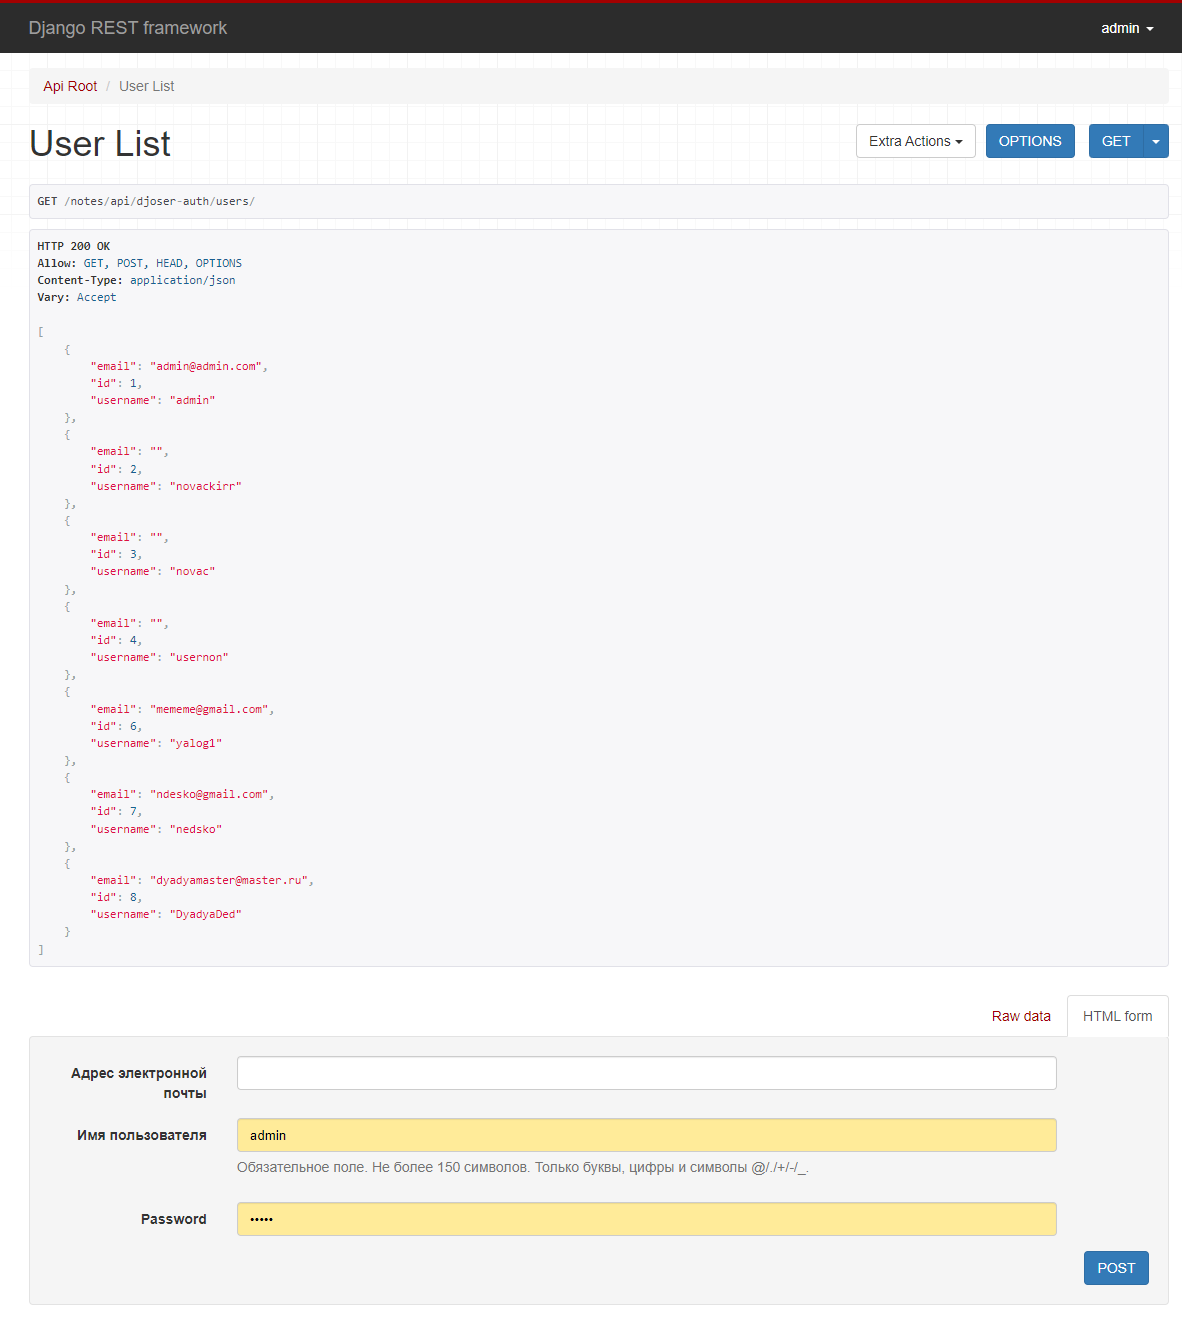 Django REST framework
admin
Api Root / User List
User List
Extra Actions
OPTIONS
GET
GET /notes/api/djoser-auth/users/
HTTP 200 OK
Allow: GET, POST, HEAD, OPTIONS
Content-Type: application/json
Vary: Accept
[
{
"email": "admin@admin.com",
"id": 1,
"username": "admin"
},
{
"email": "",
"id": 2,
"username": "novackirr"
},
{
"email": "",
"id": 3,
"username": "novac"
},
{
"email": "",
"id": 4,
"username": "usernon"
},
{
"email": "mememe@gmail.com",
"id": 6,
"username": "yalog1"
},
{
"email": "ndesko@gmail.com",
"id": 7,
"username": "nedsko"
},
{
"email": "dyadyamaster@master.ru",
"id": 8,
"username": "DyadyaDed"
}
]
Raw data
HTML form
Адрес электронной
почты
Имя пользователя
admin
Обязательное поле. Не более 150 символов. Только буквы, цифры и символы @/./+/-/_.
Password
•••••
POST